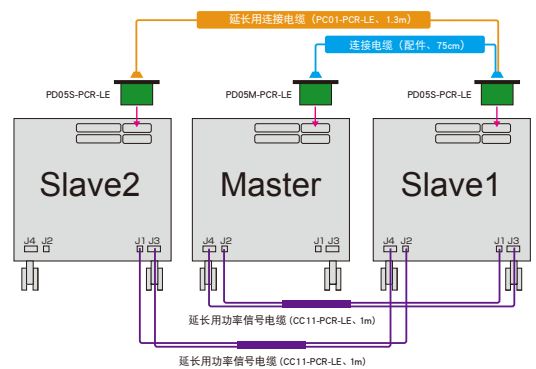 延长用连接电缆（PC01-PCR-LE、1.3m）
连接电缆（配件、75cm）
PD05S-PCR-LE
PD05M-PCR-LE
PD05S-PCR-LE
Slave2
Master
Slave1
J4 J2
J1 J3
J4 J2
J1 J3
J4 J2
J1 J3
延长用功率信号电缆（CC11-PCR-LE、1m）
延长用功率信号电缆（CC11-PCR-LE、1m）